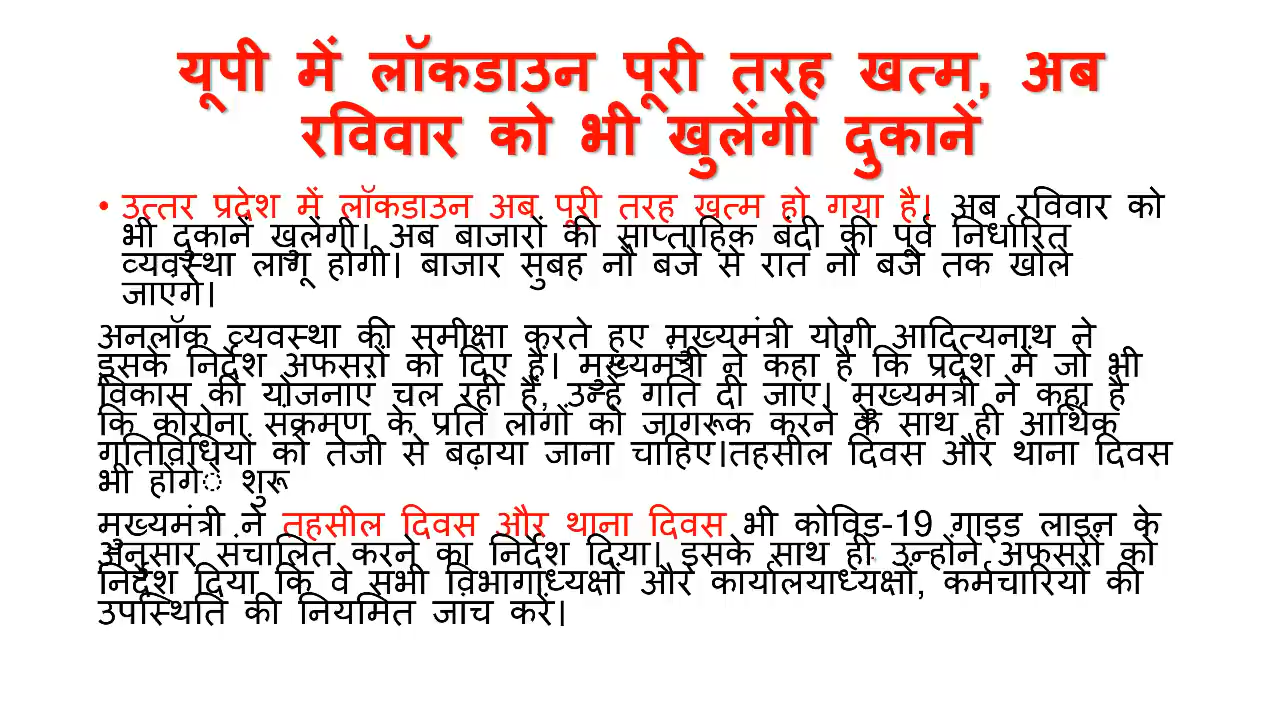 यूपी में लॉकडाउन पूरी तरह खत्म, अब
रविवार को भी खुलेंगी दुकानें
• उत्तर प्रदेश में लॉकडाउन अब पूरी तरह खत्म हो गया है। अब रविवार को
भी दुकानें खुलेंगी। अब बाजारों की साप्ताहिक बंदी की पूर्व निर्धारित
व्यवस्था लागू होगी। बाजार सुबह नौ बजे से रात नौ बजे तक खोले
जाएंगे।
अनलॉक व्यवस्था की समीक्षा करते हुए मुख्यमंत्री योगी आदित्यनाथ ने
इसके निर्देश अफसरों को दिए हैं। मुख्यमंत्री ने कहा है कि प्रदेश में जो भी
विकास की योजनाएं चल रही हैं, उन्हें गति दी जाए। मुख्यमंत्री ने कहा है
कि कोरोना संक्रमण के प्रति लोगों को जागरूक करने के साथ ही आर्थिक
गतिविधियों को तेजी से बढ़ाया जाना चाहिए।तहसील दिवस और थाना दिवस
भी होंगे​े शुरू
मुख्यमंत्री ने तहसील दिवस और थाना दिवस भी कोविड-19 गाइड लाइन के
अनुसार संचालित करने का निर्देश दिया। इसके साथ ही उन्होंने अफसरों को
निर्देश दिया कि वे सभी विभागाध्यक्षों और कार्यालयाध्यक्षों, कर्मचारियों की
उपस्थिति की नियमित जांच करें।